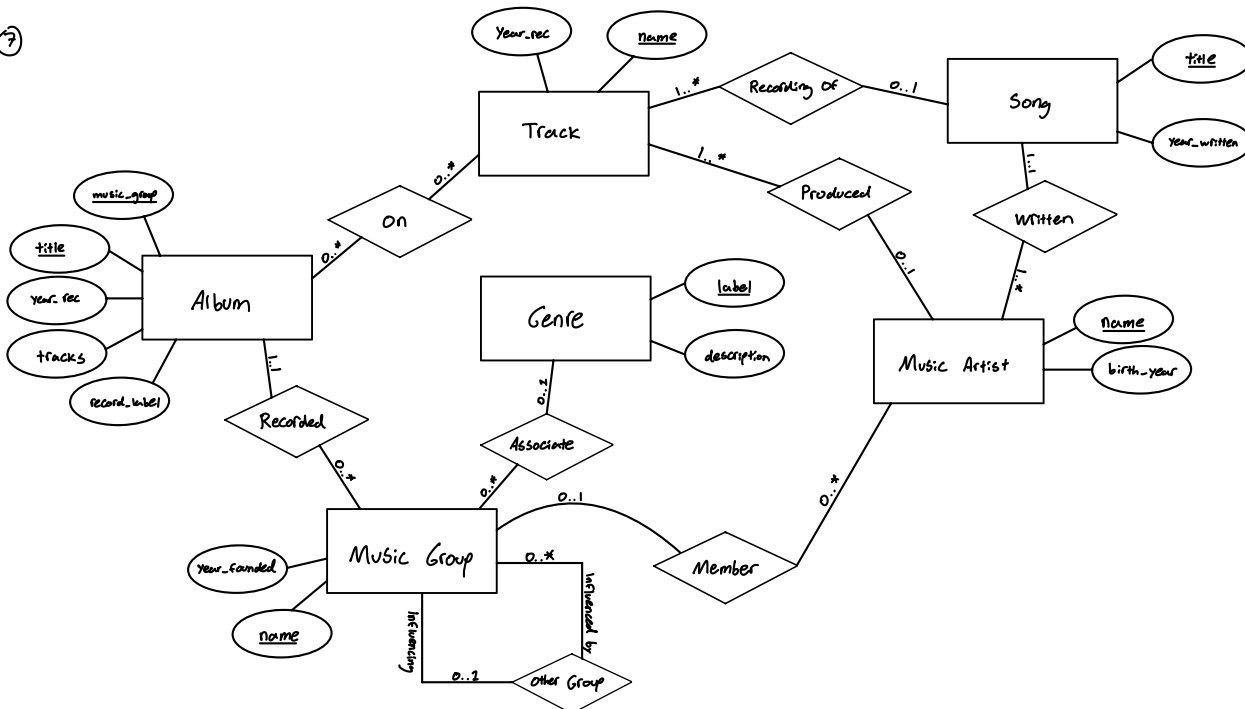 7
year_rec
name
Track
1..*
Recording Of
0..1
Song
title
year_written
1..*
Produced
0..1
1..1
Written
1..*
music_group
title
year_rec
tracks
record_label
Album
0..*
On
0..*
Genre
label
description
Music Artist
name
birth_year
1..1
Recorded
0..*
0..2
Associate
0..*
Music Group
year_founded
name
0..1
Member
0..*
0..*
Influenced by
Influencing
0..2
Other Group